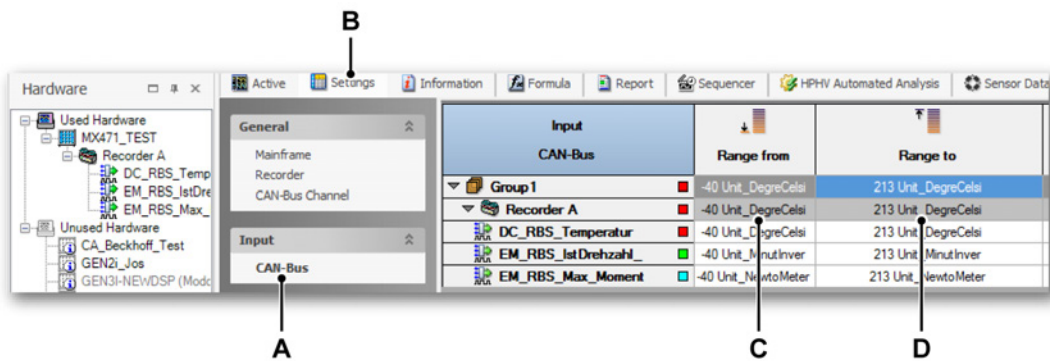 B
Hardware
Active Settings Information Formula Report Sequencer HPHV Automated Analysis Sensor Data
Used Hardware
MX471_TEST
Recorder A
DC_RBS_Temp
EM_RBS_IstDre
EM_RBS_Max_
Unused Hardware
CA_Beckhoff_Test
GEN2i_Jos
GEN3I-NEWDSP (Modc
General
Mainframe
Recorder
CAN-Bus Channel
Input
CAN-Bus
Input
CAN-Bus
Range from
Range to
Group1 -40 Unit_DegreCelsi 213 Unit_DegreCelsi
Recorder A -40 Unit_DegreCelsi 213 Unit_DegreCelsi
DC_RBS_Temperatur -40 Unit_DegreCelsi 213 Unit_DegreCelsi
EM_RBS_IstDrehzahl_ -40 Unit_MinutInver 213 Unit_MinutInver
EM_RBS_Max_Moment -40 Unit_NewtoMeter 213 Unit_NewtoMeter
A
C
D